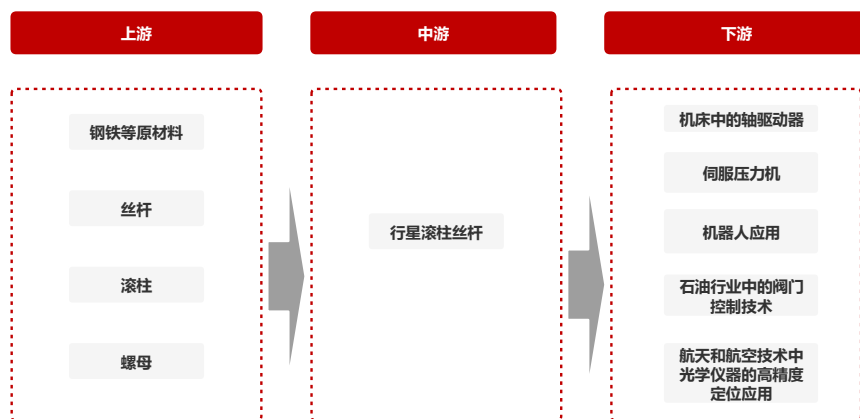 上游
中游
下游
钢铁等原材料
丝杆
滚柱
螺母
行星滚柱丝杆
机床中的轴驱动器
伺服压力机
机器人应用
石油行业中的阀门
控制技术
航天和航空技术中
光学仪器的高精度
定位应用